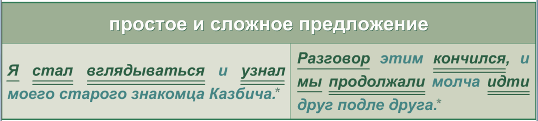 простое и сложное предложение
Я стал вглядываться и узнал
моего старого знакомца Казбича.*
Разговор этим кончился, и
мы продолжали молча идти
друг подле друга.*